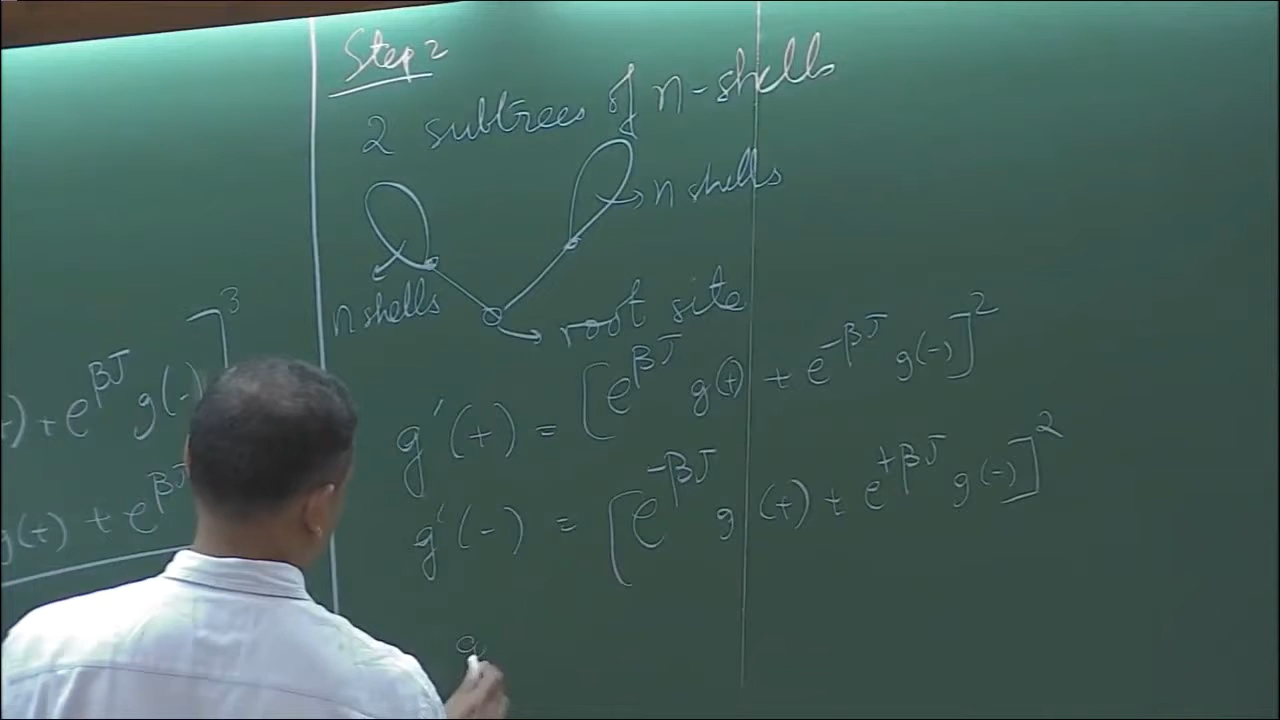 ]^3
+) + e^{βJ} g(-)
g(+) + e^{βJ}
Step 2
2 subtrees of n-shells
n shells
n shells
root site
g'(+) = [e^{βJ} g(+) + e^{-βJ} g(-)]^2
g'(-) = [e^{-βJ} g(+) + e^{+βJ} g(-)]^2
g